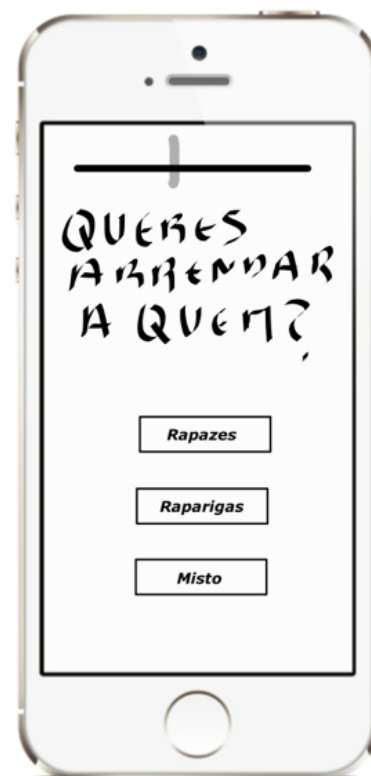 QUERES
ARRENDAR
A QUEM?
Rapazes
Raparigas
Misto